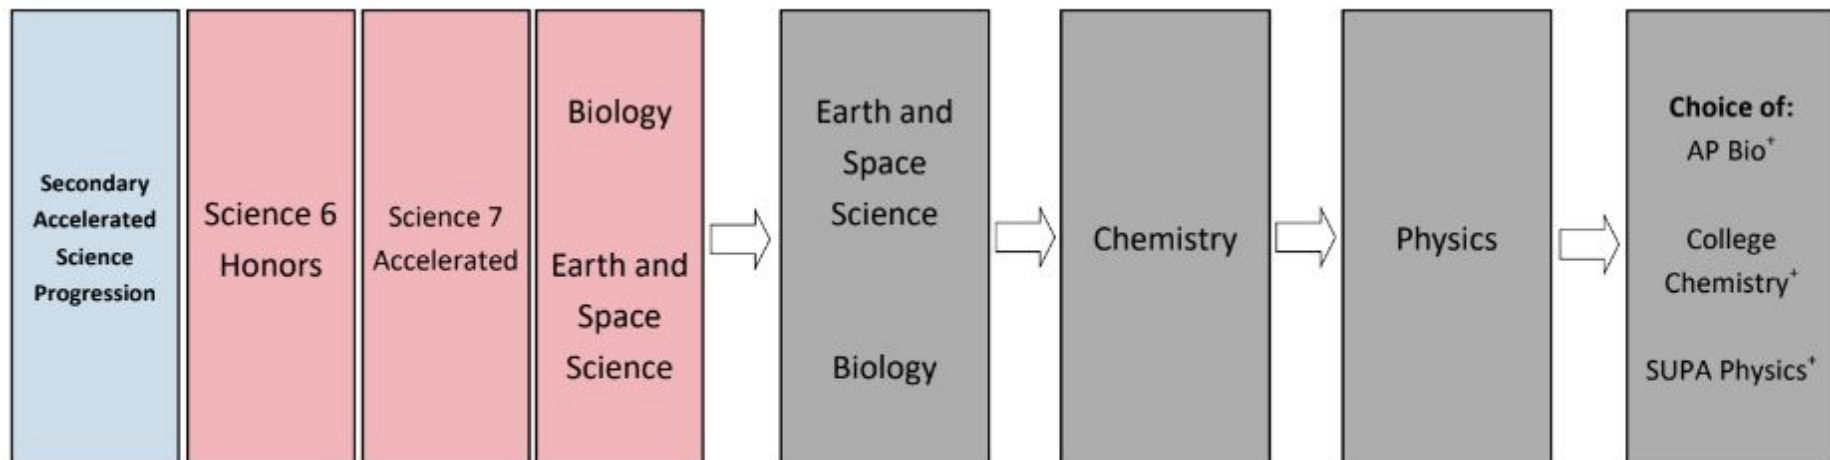 Secondary
Accelerated
Science
Progression
Science 6
Honors
Science 7
Accelerated
Biology
Earth and
Space
Science
Earth and
Space
Science
Biology
Chemistry
Physics
Choice of:
AP Bio⁺
College
Chemistry⁺
SUPA Physics⁺